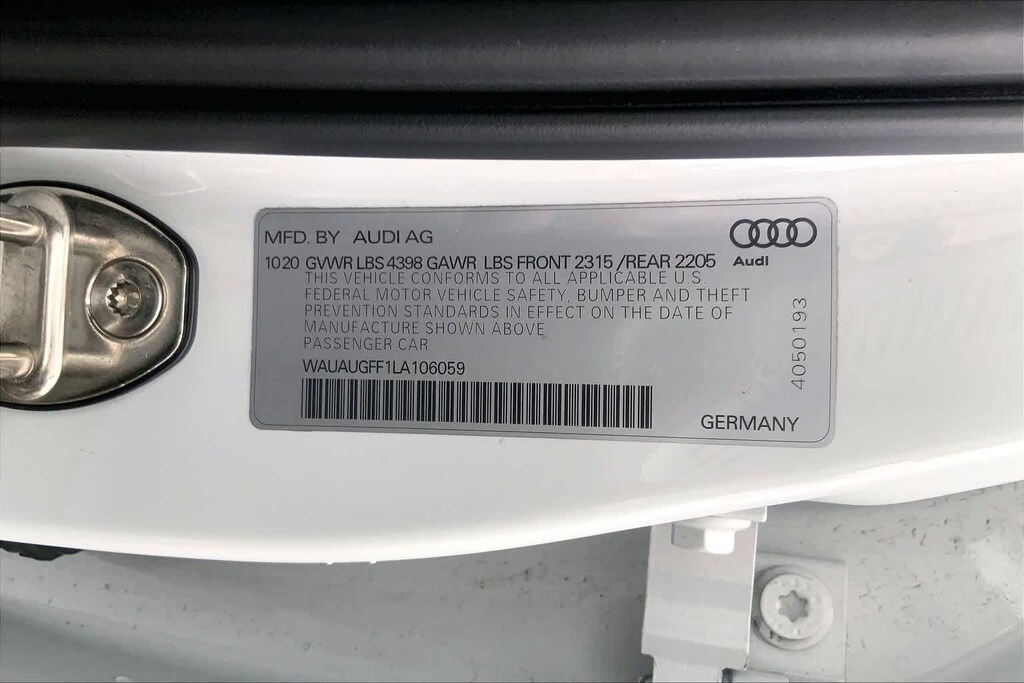 MFD. BY AUDI AG
Audi
1020 GVWR LBS 4398 GAWR LBS FRONT 2315 /REAR 2205
THIS VEHICLE CONFORMS TO ALL APPLICABLE U.S.
FEDERAL MOTOR VEHICLE SAFETY, BUMPER AND THEFT
PREVENTION STANDARDS IN EFFECT ON THE DATE OF
MANUFACTURE SHOWN ABOVE
PASSENGER CAR
WAUAUGFF1LA106059
4050193
GERMANY